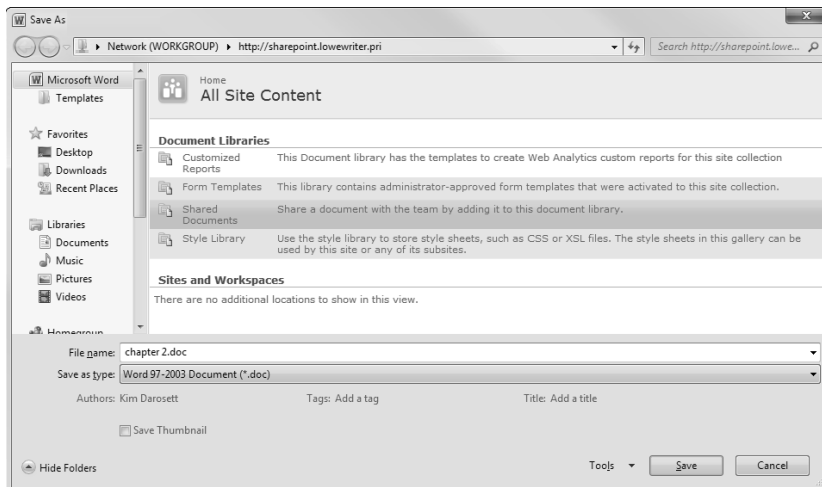 Save As
Network (WORKGROUP) http://sharepoint.lowewriter.pri
Search http://sharepoint.lowe...
Microsoft Word
Templates
Favorites
Desktop
Downloads
Recent Places
Libraries
Documents
Music
Pictures
Videos
Homegroup
Home
All Site Content
Document Libraries
Customized Reports
This Document library has the templates to create Web Analytics custom reports for this site collection
Form Templates
This library contains administrator-approved form templates that were activated to this site collection.
Shared Documents
Share a document with the team by adding it to this document library.
Style Library
Use the style library to store style sheets, such as CSS or XSL files. The style sheets in this gallery can be
used by this site or any of its subsites.
Sites and Workspaces
There are no additional locations to show in this view.
File name: chapter 2.doc
Save as type: Word 97-2003 Document (*.doc)
Authors: Kim Darosett Tags: Add a tag Title: Add a title
Save Thumbnail
Hide Folders Tools Save Cancel